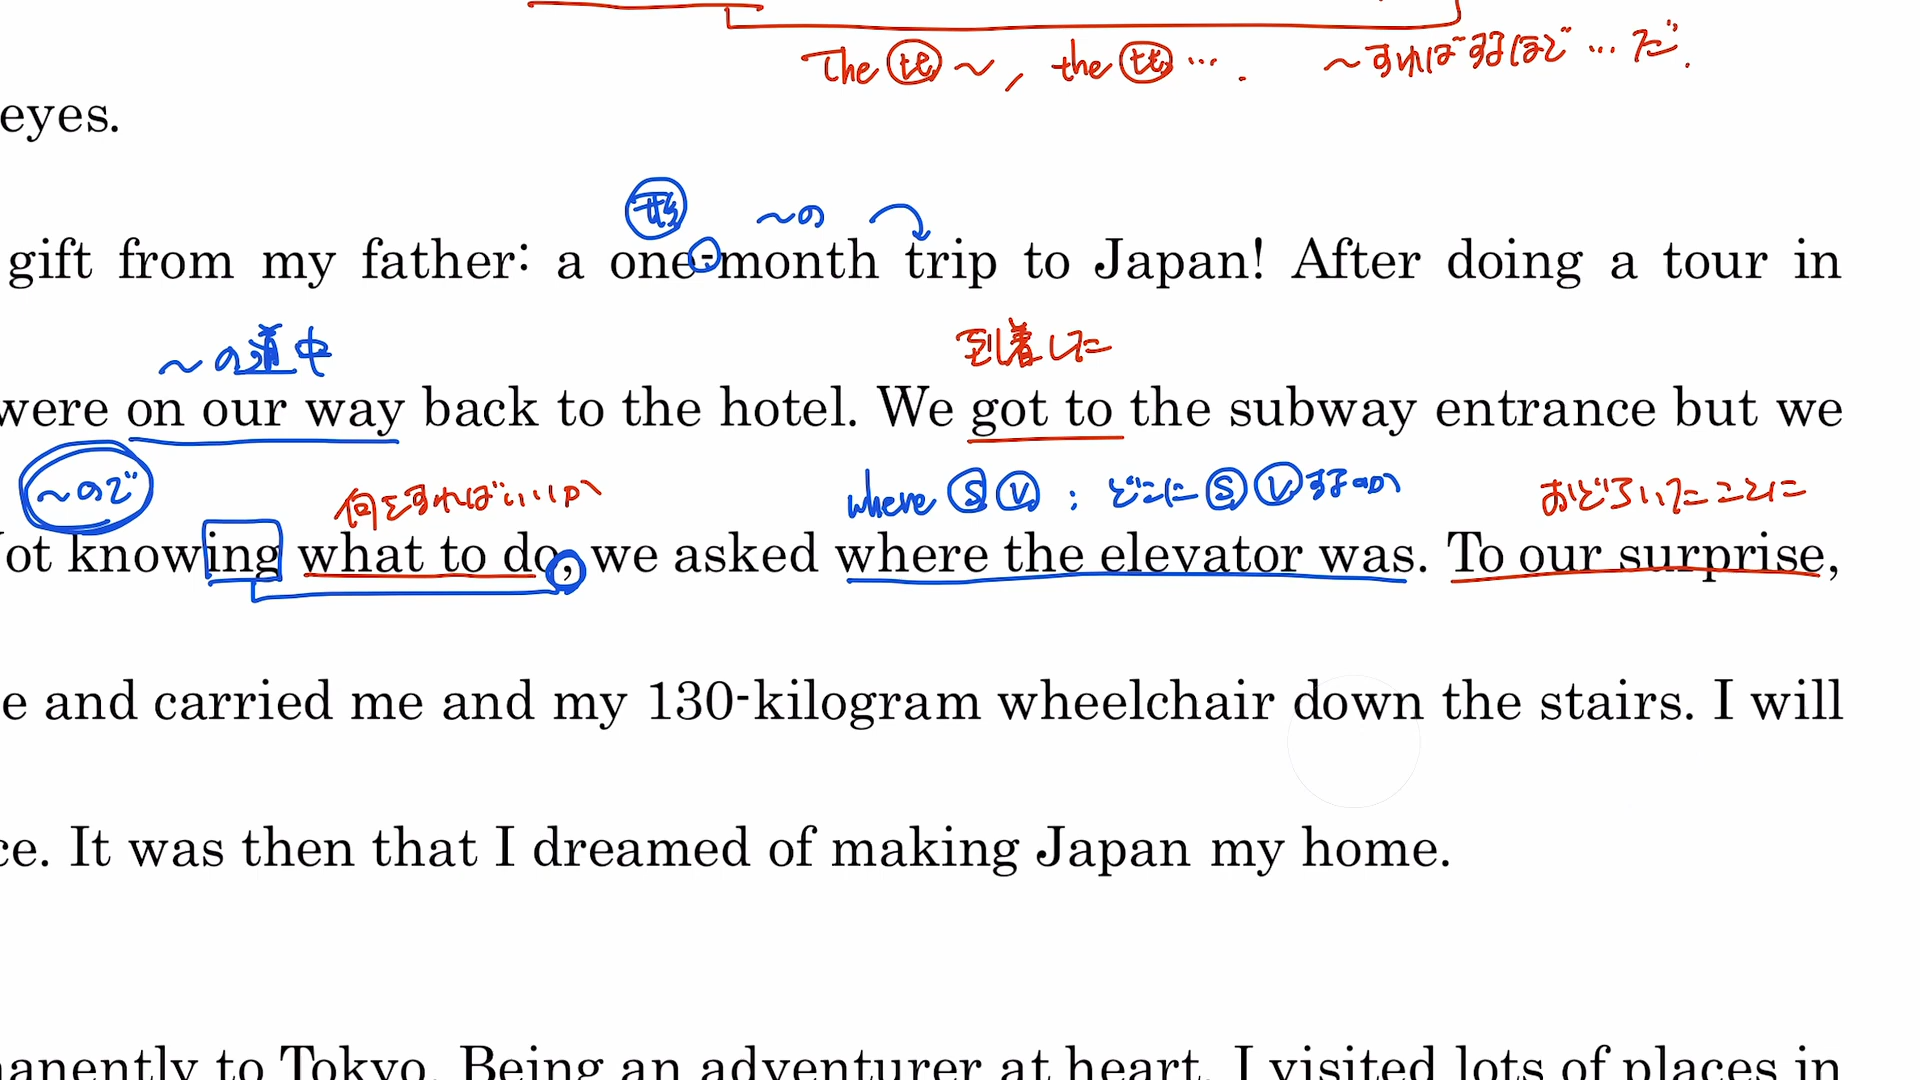 The 比 ～, the 比 …. ～すればするほど…だ.
eyes.
形 ～の
gift from my father: a one-month trip to Japan! After doing a tour in
～の道中 到着した
were on our way back to the hotel. We got to the subway entrance but we
～ので 何をすればいいか where S V ; どこに S V するのか おどろいたことに
ot knowing what to do, we asked where the elevator was. To our surprise,
e and carried me and my 130-kilogram wheelchair down the stairs. I will
ce. It was then that I dreamed of making Japan my home.
anently to Tokyo. Being an adventurer at heart, I visited lots of places in